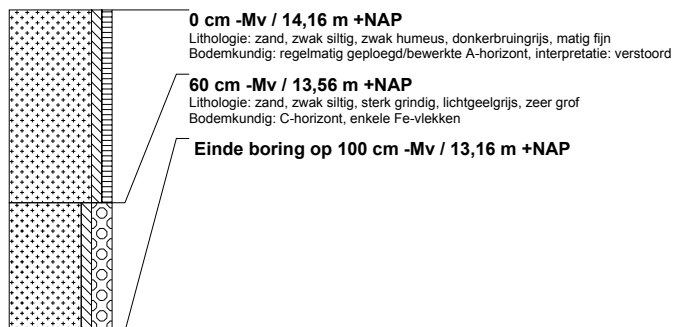 0 cm -Mv / 14,16 m +NAP
Lithologie: zand, zwak siltig, zwak humeus, donkerbruingrijs, matig fijn
Bodemkundig: regelmatig geploegd/bewerkte A-horizont, interpretatie: verstoord
60 cm -Mv / 13,56 m +NAP
Lithologie: zand, zwak siltig, sterk grindig, lichtgeelgrijs, zeer grof
Bodemkundig: C-horizont, enkele Fe-vlekken
Einde boring op 100 cm -Mv / 13,16 m +NAP